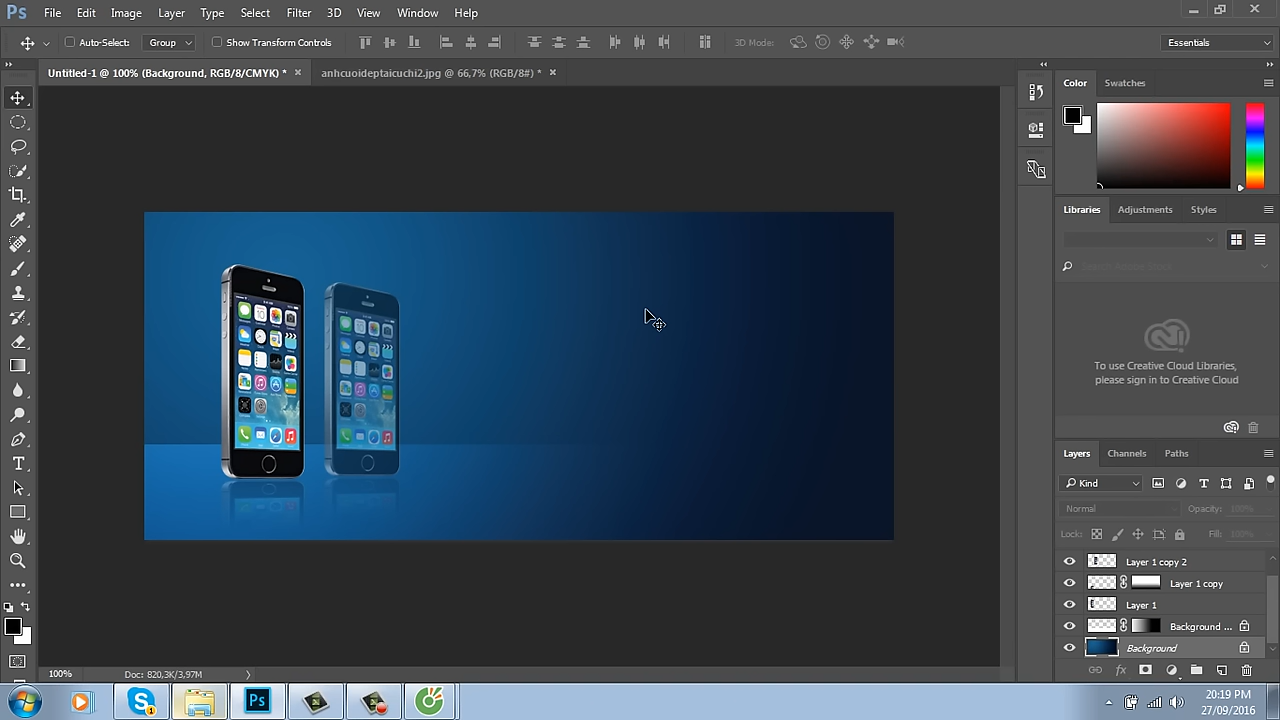 Ps File Edit Image Layer Type Select Filter 3D View Window Help
Auto-Select: Group Show Transform Controls 3D Mode: Essentials
Untitled-1 @ 100% (Background, RGB/8/CMYK) * × anhcuoideptaicuchi2.jpg @ 66,7% (RGB/8#) * ×
Color Swatches
Libraries Adjustments Styles
To use Creative Cloud Libraries,
please sign in to Creative Cloud
Layers Channels Paths
Kind
Normal Opacity: 100%
Lock: Fill: 100%
Layer 1 copy 2
Layer 1 copy
Layer 1
Background ...
Background
100% Doc: 820,3K/3,97M
Ps
20:19 PM
27/09/2016